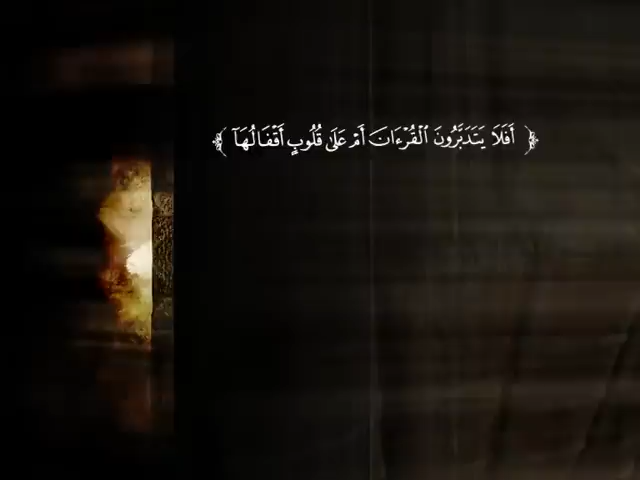 ﴿ أَفَلَا يَتَدَبَّرُونَ ٱلْقُرْءَانَ أَمْ عَلَىٰ قُلُوبٍ أَقْفَالُهَآ ﴾